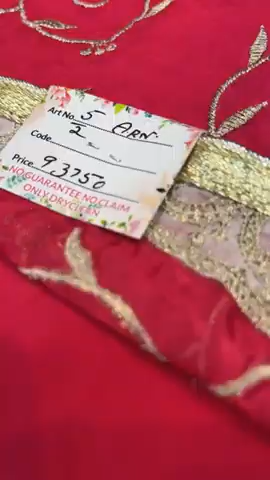 Art No. 5 ARN
2
Code
Price 93750
NO GUARANTEE NO CLAIM
ONLY DRYCLEAN